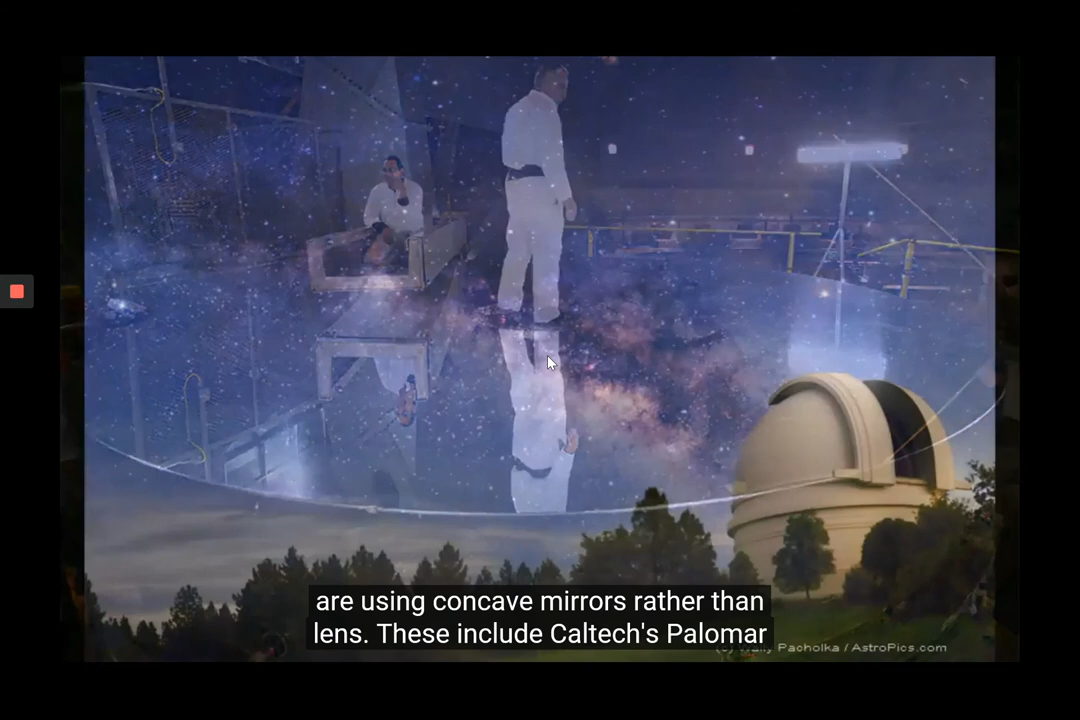 are using concave mirrors rather than
lens. These include Caltech's Palomar
(c) Wally Pacholka / AstroPics.com